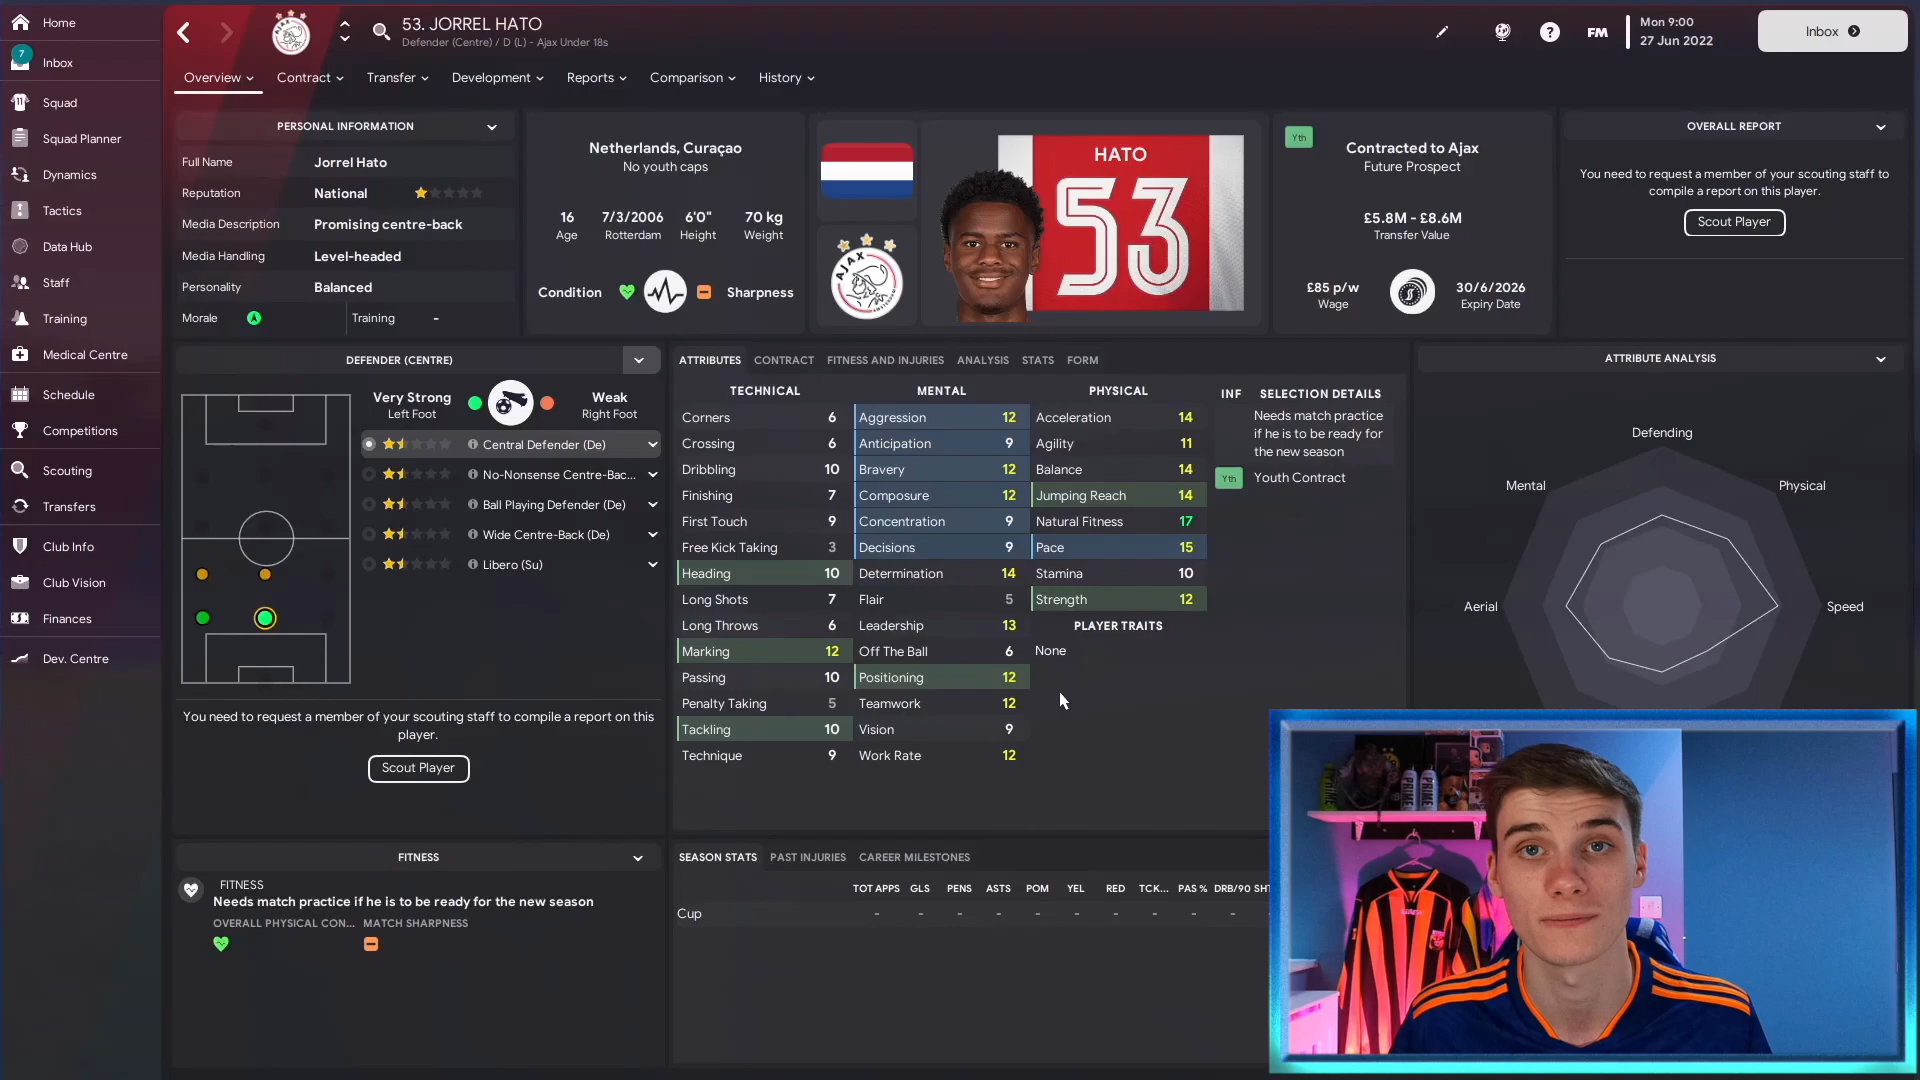 Home
7
Inbox
Squad
Squad Planner
Dynamics
Tactics
Data Hub
Staff
Training
Medical Centre
Schedule
Competitions
Scouting
Transfers
Club Info
Club Vision
Finances
Dev. Centre
53. JORREL HATO
Defender (Centre) / D (L) - Ajax Under 18s
?
FM
Mon 9:00
27 Jun 2022
Inbox
Overview Contract Transfer Development Reports Comparison History
PERSONAL INFORMATION
Full Name Jorrel Hato
Reputation National
Media Description Promising centre-back
Media Handling Level-headed
Personality Balanced
Morale Training -
Netherlands, Curaçao
No youth caps
16 7/3/2006 6'0" 70 kg
Age Rotterdam Height Weight
Condition Sharpness
AJAX
HATO
53
Yth
Contracted to Ajax
Future Prospect
£5.8M - £8.6M
Transfer Value
£85 p/w 30/6/2026
Wage Expiry Date
OVERALL REPORT
You need to request a member of your scouting staff to
compile a report on this player.
Scout Player
DEFENDER (CENTRE)
Very Strong Weak
Left Foot Right Foot
Central Defender (De)
No-Nonsense Centre-Bac...
Ball Playing Defender (De)
Wide Centre-Back (De)
Libero (Su)
You need to request a member of your scouting staff to compile a report on this
player.
Scout Player
ATTRIBUTES CONTRACT FITNESS AND INJURIES ANALYSIS STATS FORM
TECHNICAL MENTAL PHYSICAL
Corners 6 Aggression 12 Acceleration 14
Crossing 6 Anticipation 9 Agility 11
Dribbling 10 Bravery 12 Balance 14
Finishing 7 Composure 12 Jumping Reach 14
First Touch 9 Concentration 9 Natural Fitness 17
Free Kick Taking 3 Decisions 9 Pace 15
Heading 10 Determination 14 Stamina 10
Long Shots 7 Flair 5 Strength 12
Long Throws 6 Leadership 13 PLAYER TRAITS
Marking 12 Off The Ball 6 None
Passing 10 Positioning 12
Penalty Taking 5 Teamwork 12
Tackling 10 Vision 9
Technique 9 Work Rate 12
INF SELECTION DETAILS
Needs match practice
if he is to be ready for
the new season
Yth Youth Contract
ATTRIBUTE ANALYSIS
Defending
Mental Physical
Aerial Speed
FITNESS
FITNESS
Needs match practice if he is to be ready for the new season
OVERALL PHYSICAL CON... MATCH SHARPNESS
SEASON STATS PAST INJURIES CAREER MILESTONES
TOT APPS GLS PENS ASTS POM YEL RED TCK... PAS % DRB/90 SHT
Cup - - - - - - - - - -
PRIME PRIME